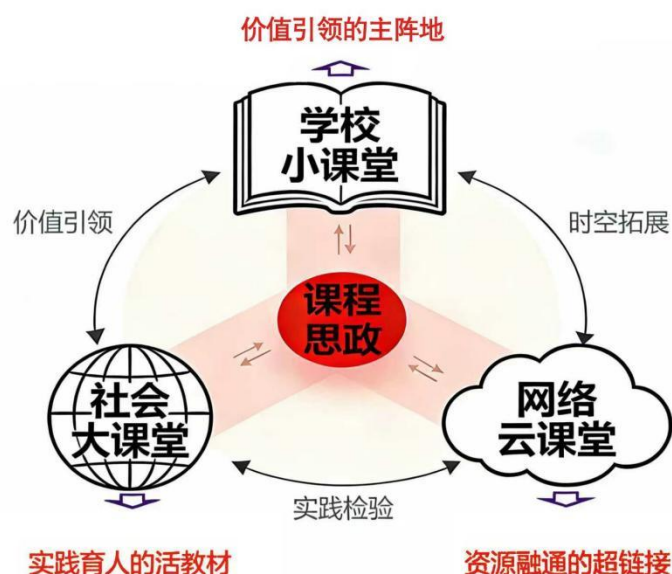 价值引领的主阵地
学校
小课堂
价值引领
时空拓展
课程
思政
社会
大课堂
网络
云课堂
实践检验
实践育人的活教材
资源融通的超链接